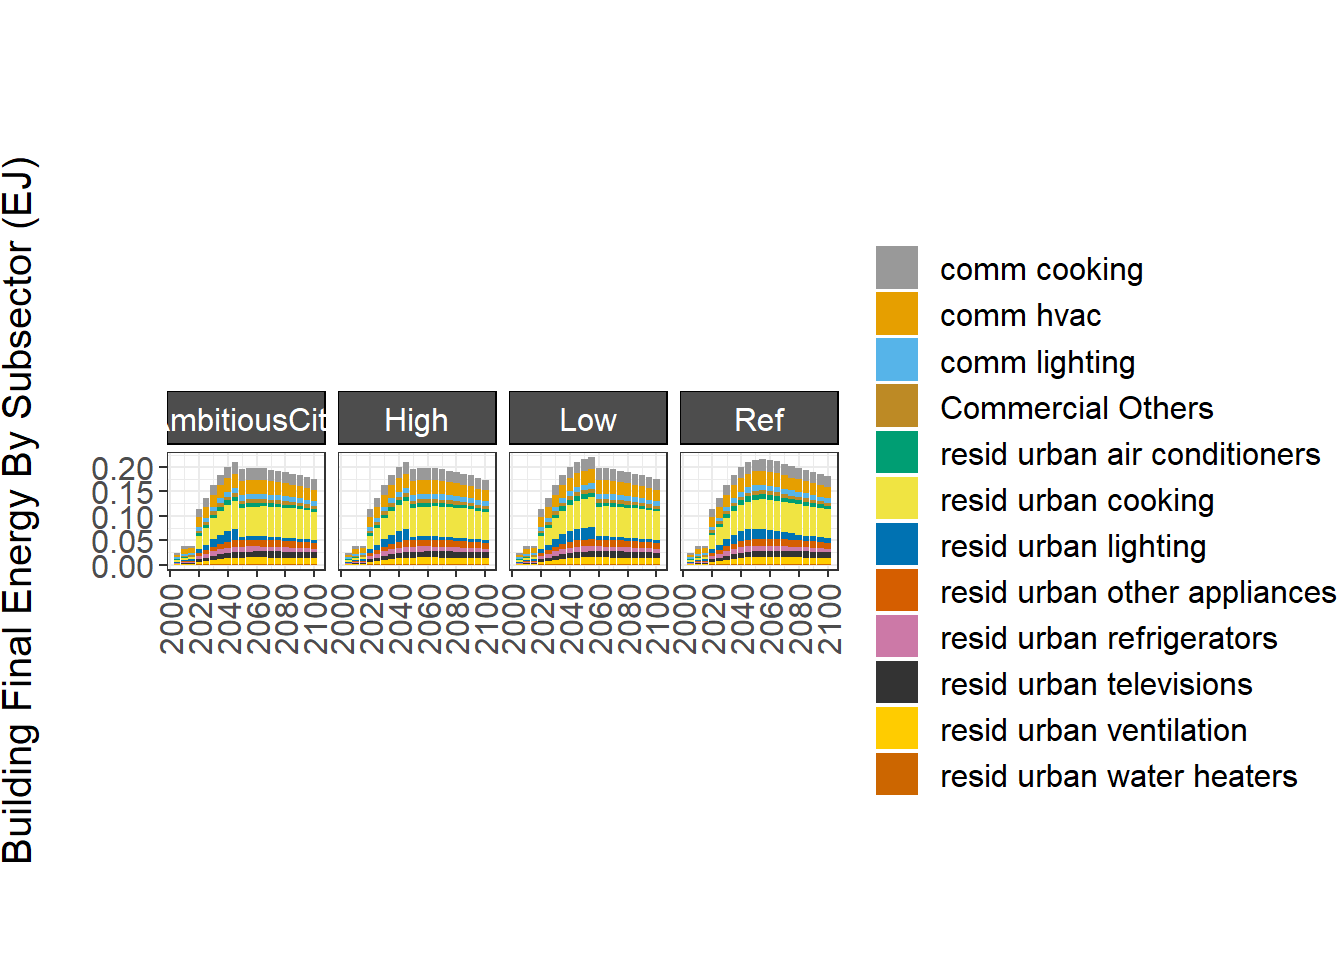 Building Final Energy By Subsector (EJ)
AmbitiousCit
High
Low
Ref
0.20
0.15
0.10
0.05
0.00
2000 2020 2040 2060 2080 2100
2000 2020 2040 2060 2080 2100
2000 2020 2040 2060 2080 2100
2000 2020 2040 2060 2080 2100
comm cooking
comm hvac
comm lighting
Commercial Others
resid urban air conditioners
resid urban cooking
resid urban lighting
resid urban other appliances
resid urban refrigerators
resid urban televisions
resid urban ventilation
resid urban water heaters